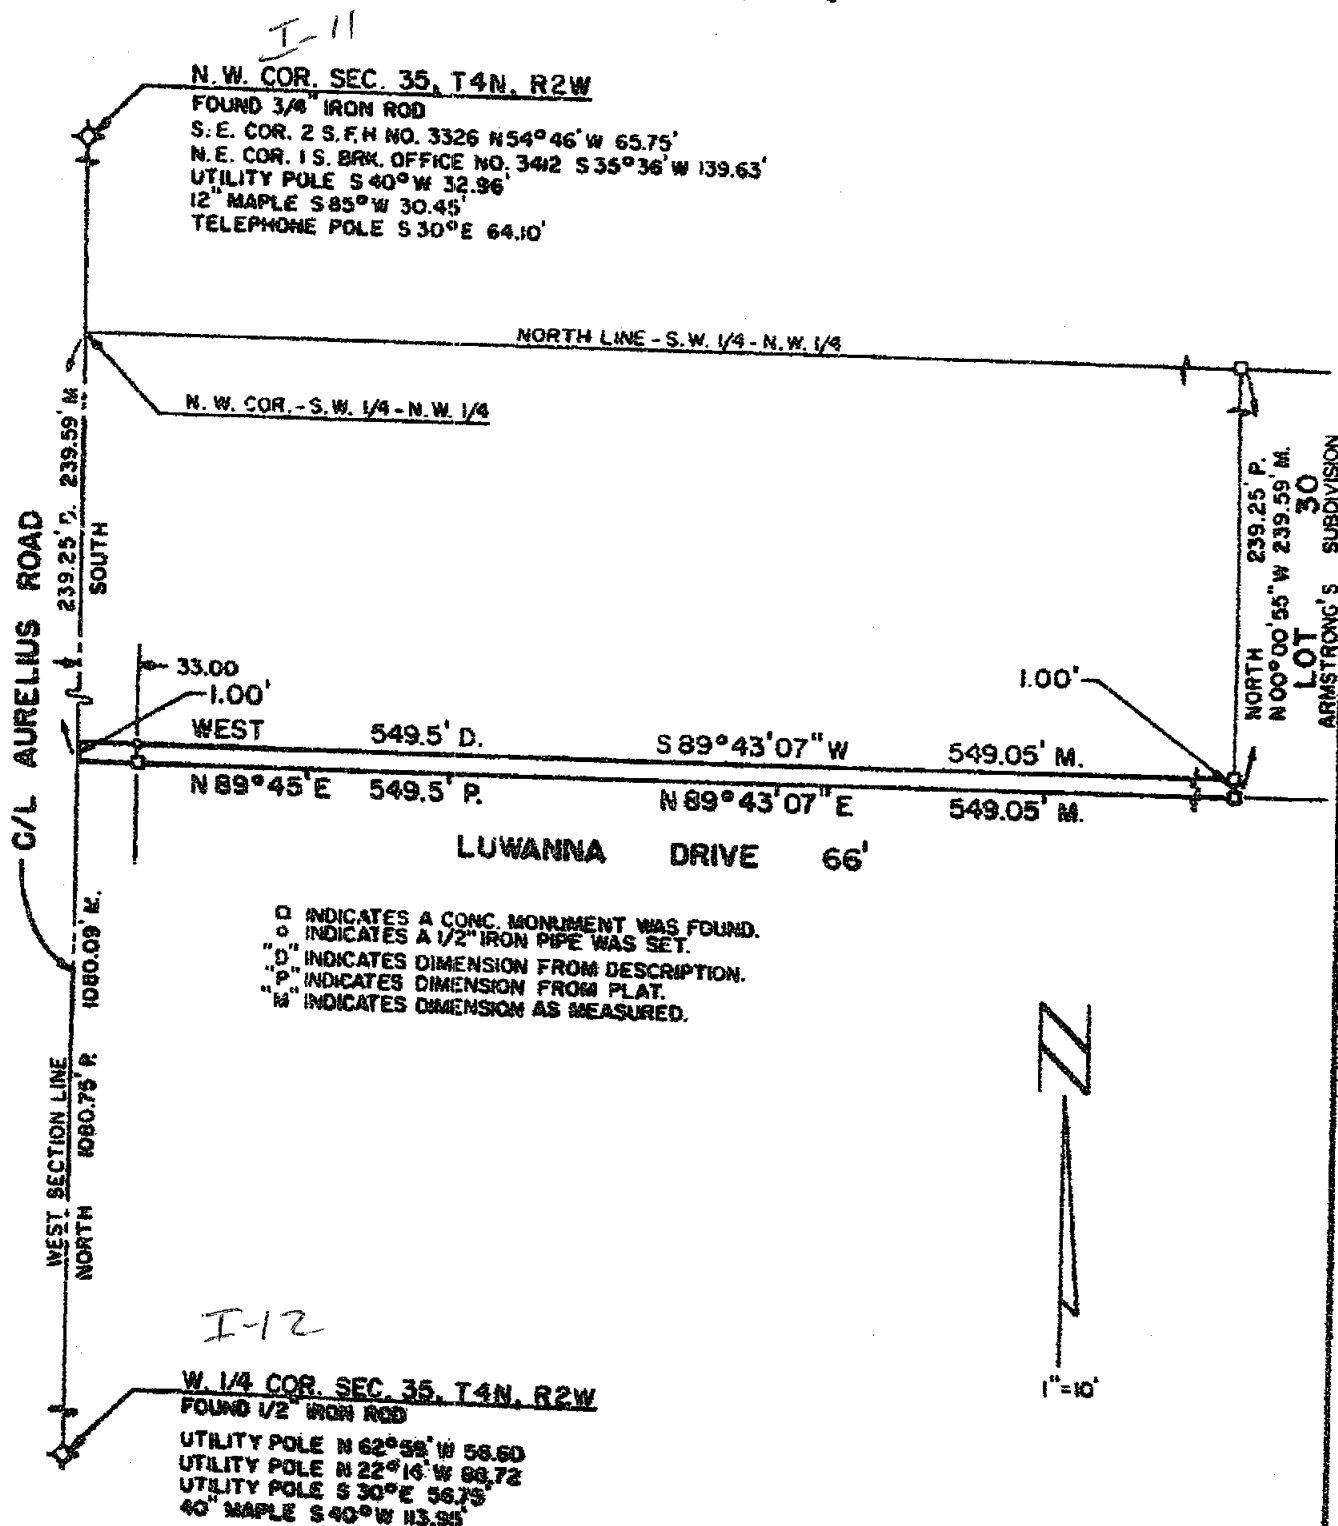 I-11
N.W. COR. SEC. 35, T4N, R2W
FOUND 3/4" IRON ROD
S.E. COR. 2 S.F.H NO. 3326 N54°46'W 65.75'
N.E. COR. 1 S. BRK. OFFICE NO. 3412 S35°36'W 139.63'
UTILITY POLE S40°W 32.96'
12" MAPLE S85°W 30.45'
TELEPHONE POLE S30°E 64.10'
NORTH LINE - S.W. 1/4 - N.W. 1/4
N.W. COR. - S.W. 1/4 - N.W. 1/4
239.25' D. 239.59' M
SOUTH
C/L AURELIUS ROAD
NORTH 239.25' P.
N00°00'55"W 239.59' M.
LOT 30
ARMSTRONG'S SUBDIVISION
33.00
1.00'
1.00'
WEST 549.5' D. S89°43'07"W 549.05' M.
N89°45'E 549.5' P. N89°43'07"E 549.05' M.
LUWANNA DRIVE 66'
□ INDICATES A CONC. MONUMENT WAS FOUND.
○ INDICATES A 1/2" IRON PIPE WAS SET.
"D" INDICATES DIMENSION FROM DESCRIPTION.
"P" INDICATES DIMENSION FROM PLAT.
"M" INDICATES DIMENSION AS MEASURED.
WEST SECTION LINE
NORTH 1080.75' P. 1080.09' M.
N
1"=10'
I-12
W. 1/4 COR. SEC. 35, T4N, R2W
FOUND 1/2" IRON ROD
UTILITY POLE W 56.60
UTILITY POLE W
UTILITY POLE S30°E 56.75'
40" MAPLE S40°W 113.95'